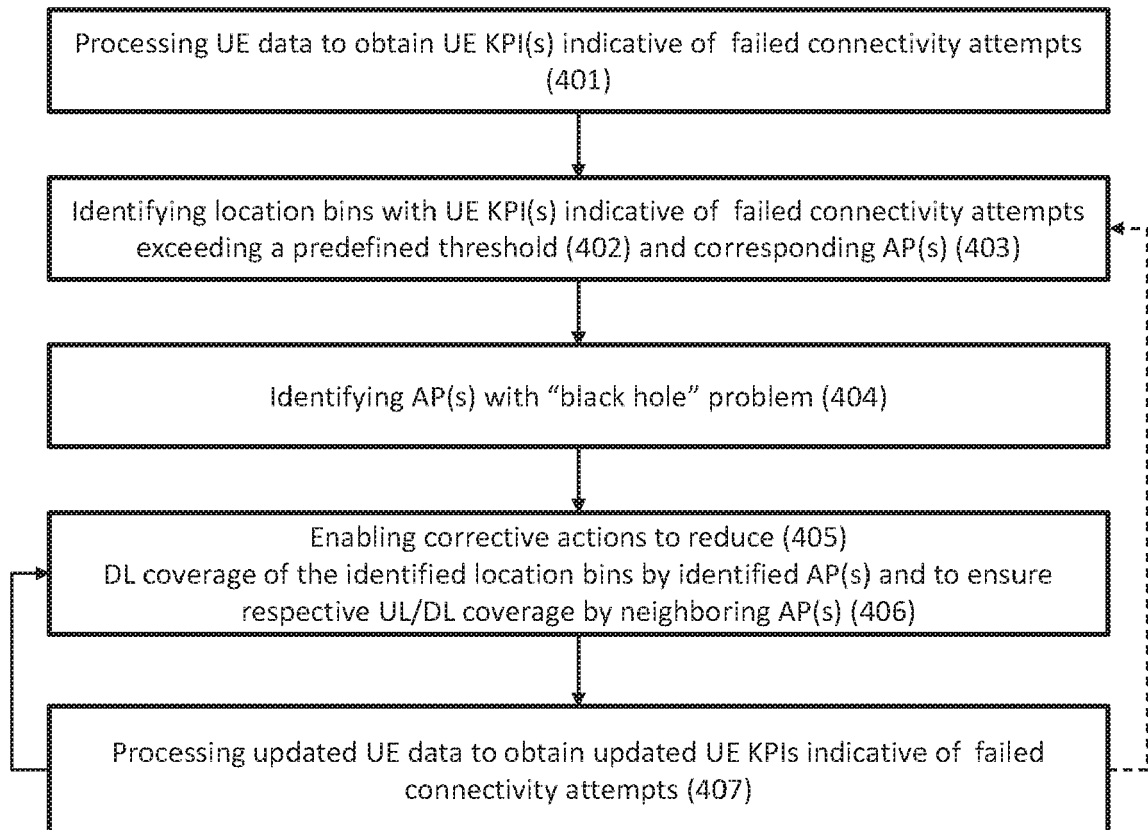 Processing UE data to obtain UE KPI(s) indicative of failed connectivity attempts
(401)
Identifying location bins with UE KPI(s) indicative of failed connectivity attempts
exceeding a predefined threshold (402) and corresponding AP(s) (403)
Identifying AP(s) with “black hole” problem (404)
Enabling corrective actions to reduce (405)
DL coverage of the identified location bins by identified AP(s) and to ensure
respective UL/DL coverage by neighboring AP(s) (406)
Processing updated UE data to obtain updated UE KPIs indicative of failed
connectivity attempts (407)